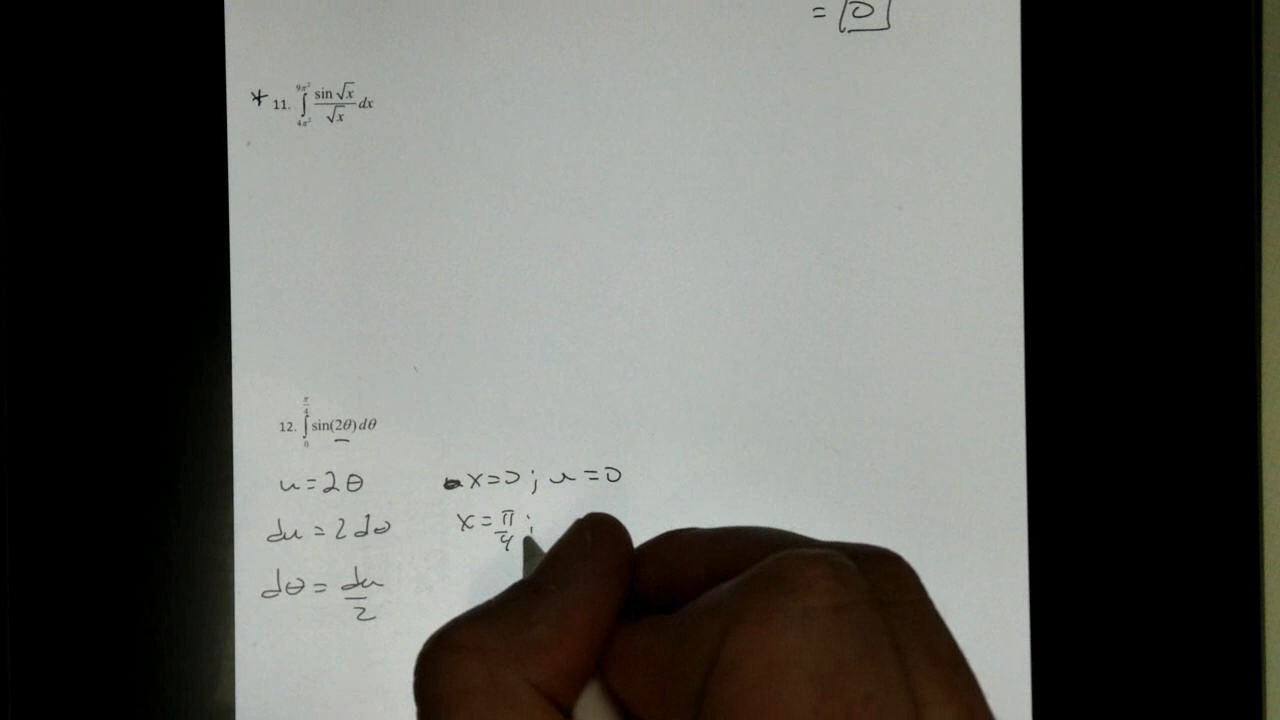 = 0
* 11. ∫_{4π²}^{9π²} sin √x / √x dx
12. ∫_{0}^{π/4} sin(2θ) dθ
u = 2θ x = 0 ; u = 0
du = 2 dθ x = π/4 ;
dθ = du/2